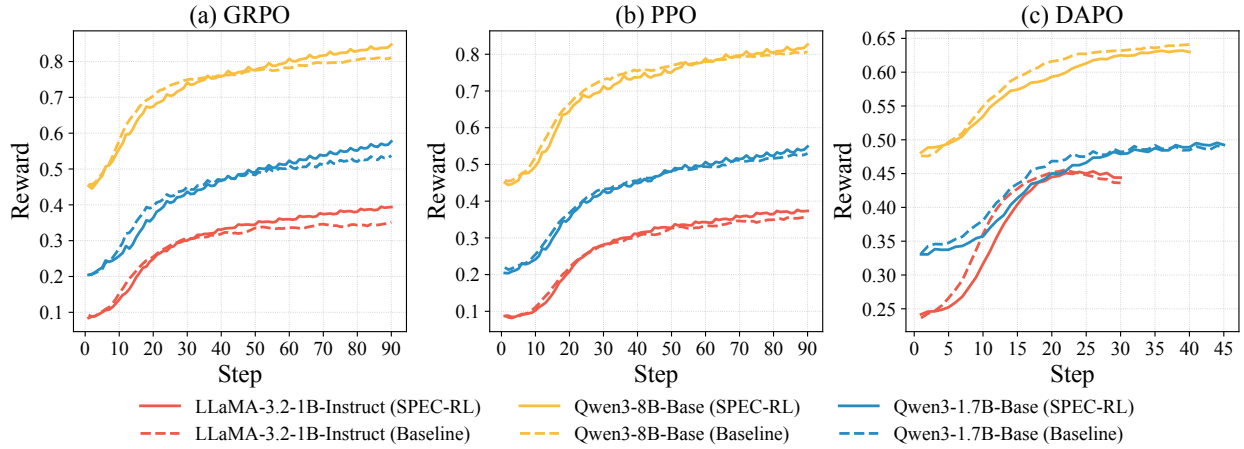 (a) GRPO
(b) PPO
(c) DAPO
Reward
0.8
0.7
0.6
0.5
0.4
0.3
0.2
0.1
0 10 20 30 40 50 60 70 80 90
Step
Reward
0.8
0.7
0.6
0.5
0.4
0.3
0.2
0.1
0 10 20 30 40 50 60 70 80 90
Step
Reward
0.65
0.60
0.55
0.50
0.45
0.40
0.35
0.30
0.25
0 5 10 15 20 25 30 35 40 45
Step
LLaMA-3.2-1B-Instruct (SPEC-RL)
Qwen3-8B-Base (SPEC-RL)
Qwen3-1.7B-Base (SPEC-RL)
LLaMA-3.2-1B-Instruct (Baseline)
Qwen3-8B-Base (Baseline)
Qwen3-1.7B-Base (Baseline)